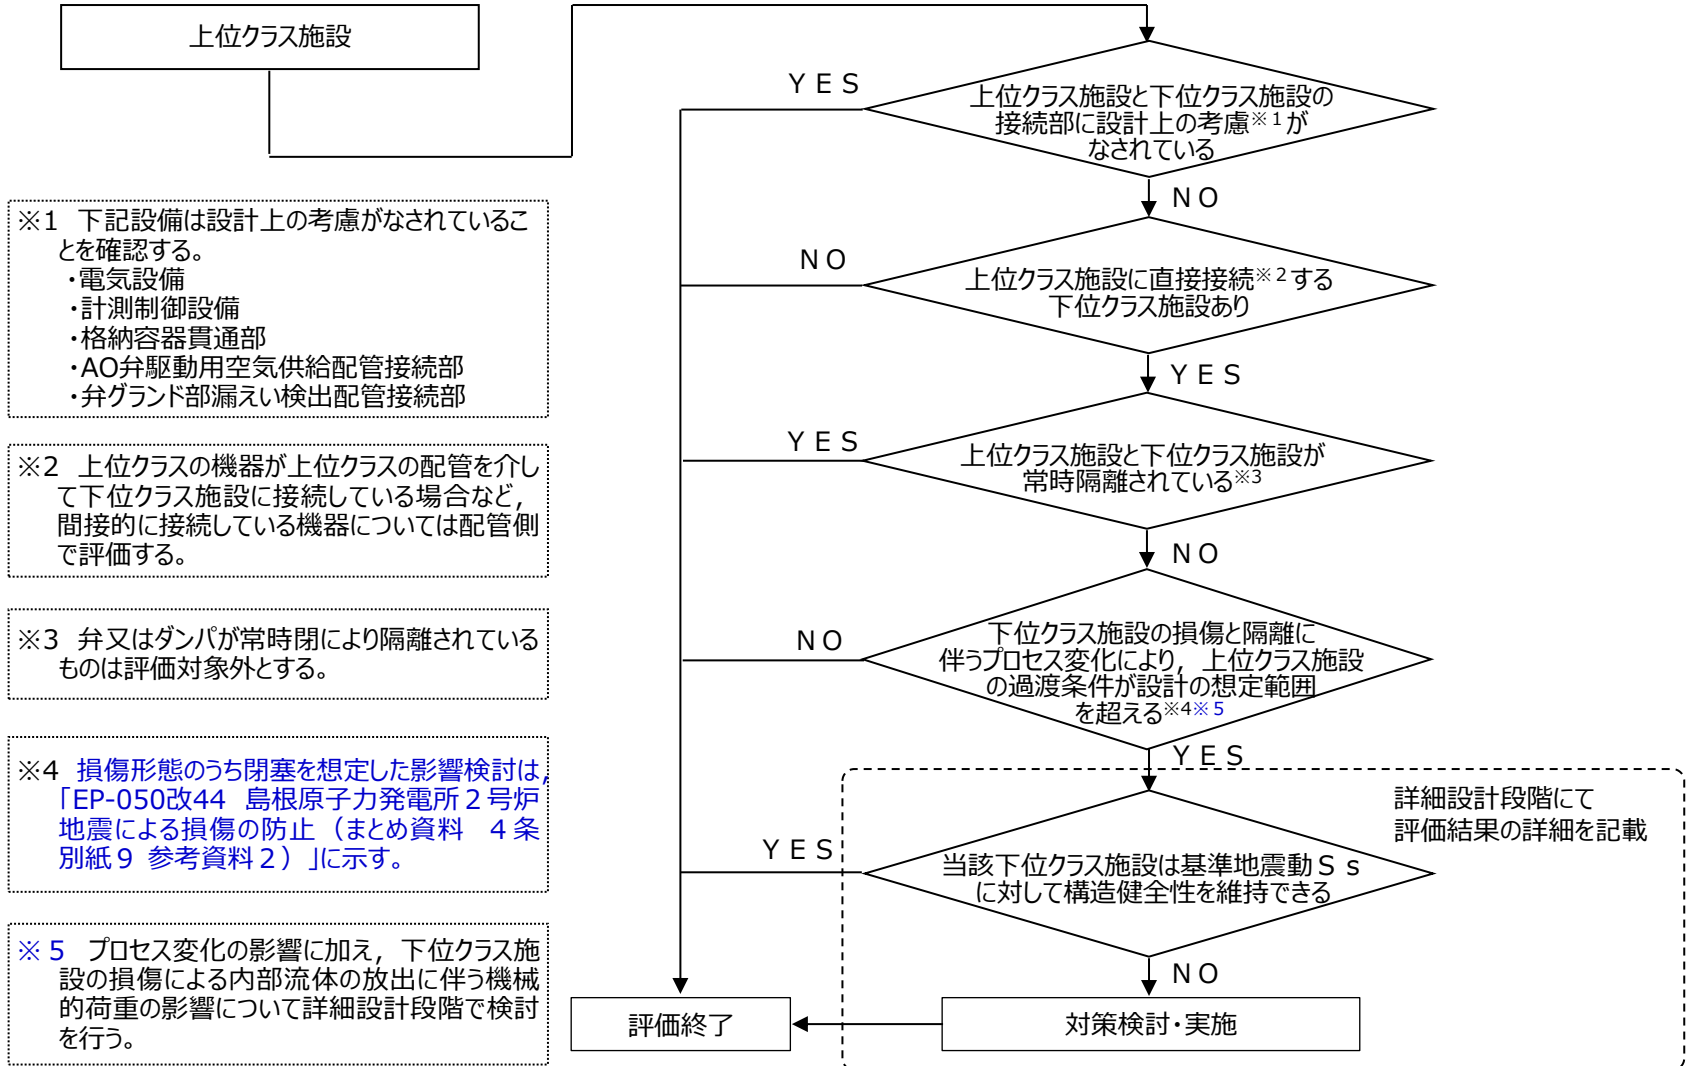 上位クラス施設
YES
上位クラス施設と下位クラス施設の
接続部に設計上の考慮※1が
なされている
NO
NO
上位クラス施設に直接接続※2する
下位クラス施設あり
YES
YES
上位クラス施設と下位クラス施設が
常時隔離されている※3
NO
NO
下位クラス施設の損傷と隔離に
伴うプロセス変化により，上位クラス施設
の過渡条件が設計の想定範囲
を超える※4※5
YES
詳細設計段階にて
評価結果の詳細を記載
YES
当該下位クラス施設は基準地震動Ｓｓ
に対して構造健全性を維持できる
NO
対策検討・実施
評価終了
※1 下記設備は設計上の考慮がなされているこ
とを確認する。
・電気設備
・計測制御設備
・格納容器貫通部
・AO弁駆動用空気供給配管接続部
・弁グランド部漏えい検出配管接続部
※2 上位クラスの機器が上位クラスの配管を介し
て下位クラス施設に接続している場合など，
間接的に接続している機器については配管側
で評価する。
※3 弁又はダンパが常時閉により隔離されている
ものは評価対象外とする。
※4 損傷形態のうち閉塞を想定した影響検討は，
「EP-050改44 島根原子力発電所２号炉
地震による損傷の防止（まとめ資料 ４条
別紙９ 参考資料２）」に示す。
※５ プロセス変化の影響に加え，下位クラス施
設の損傷による内部流体の放出に伴う機械
的荷重の影響について詳細設計段階で検討
を行う。